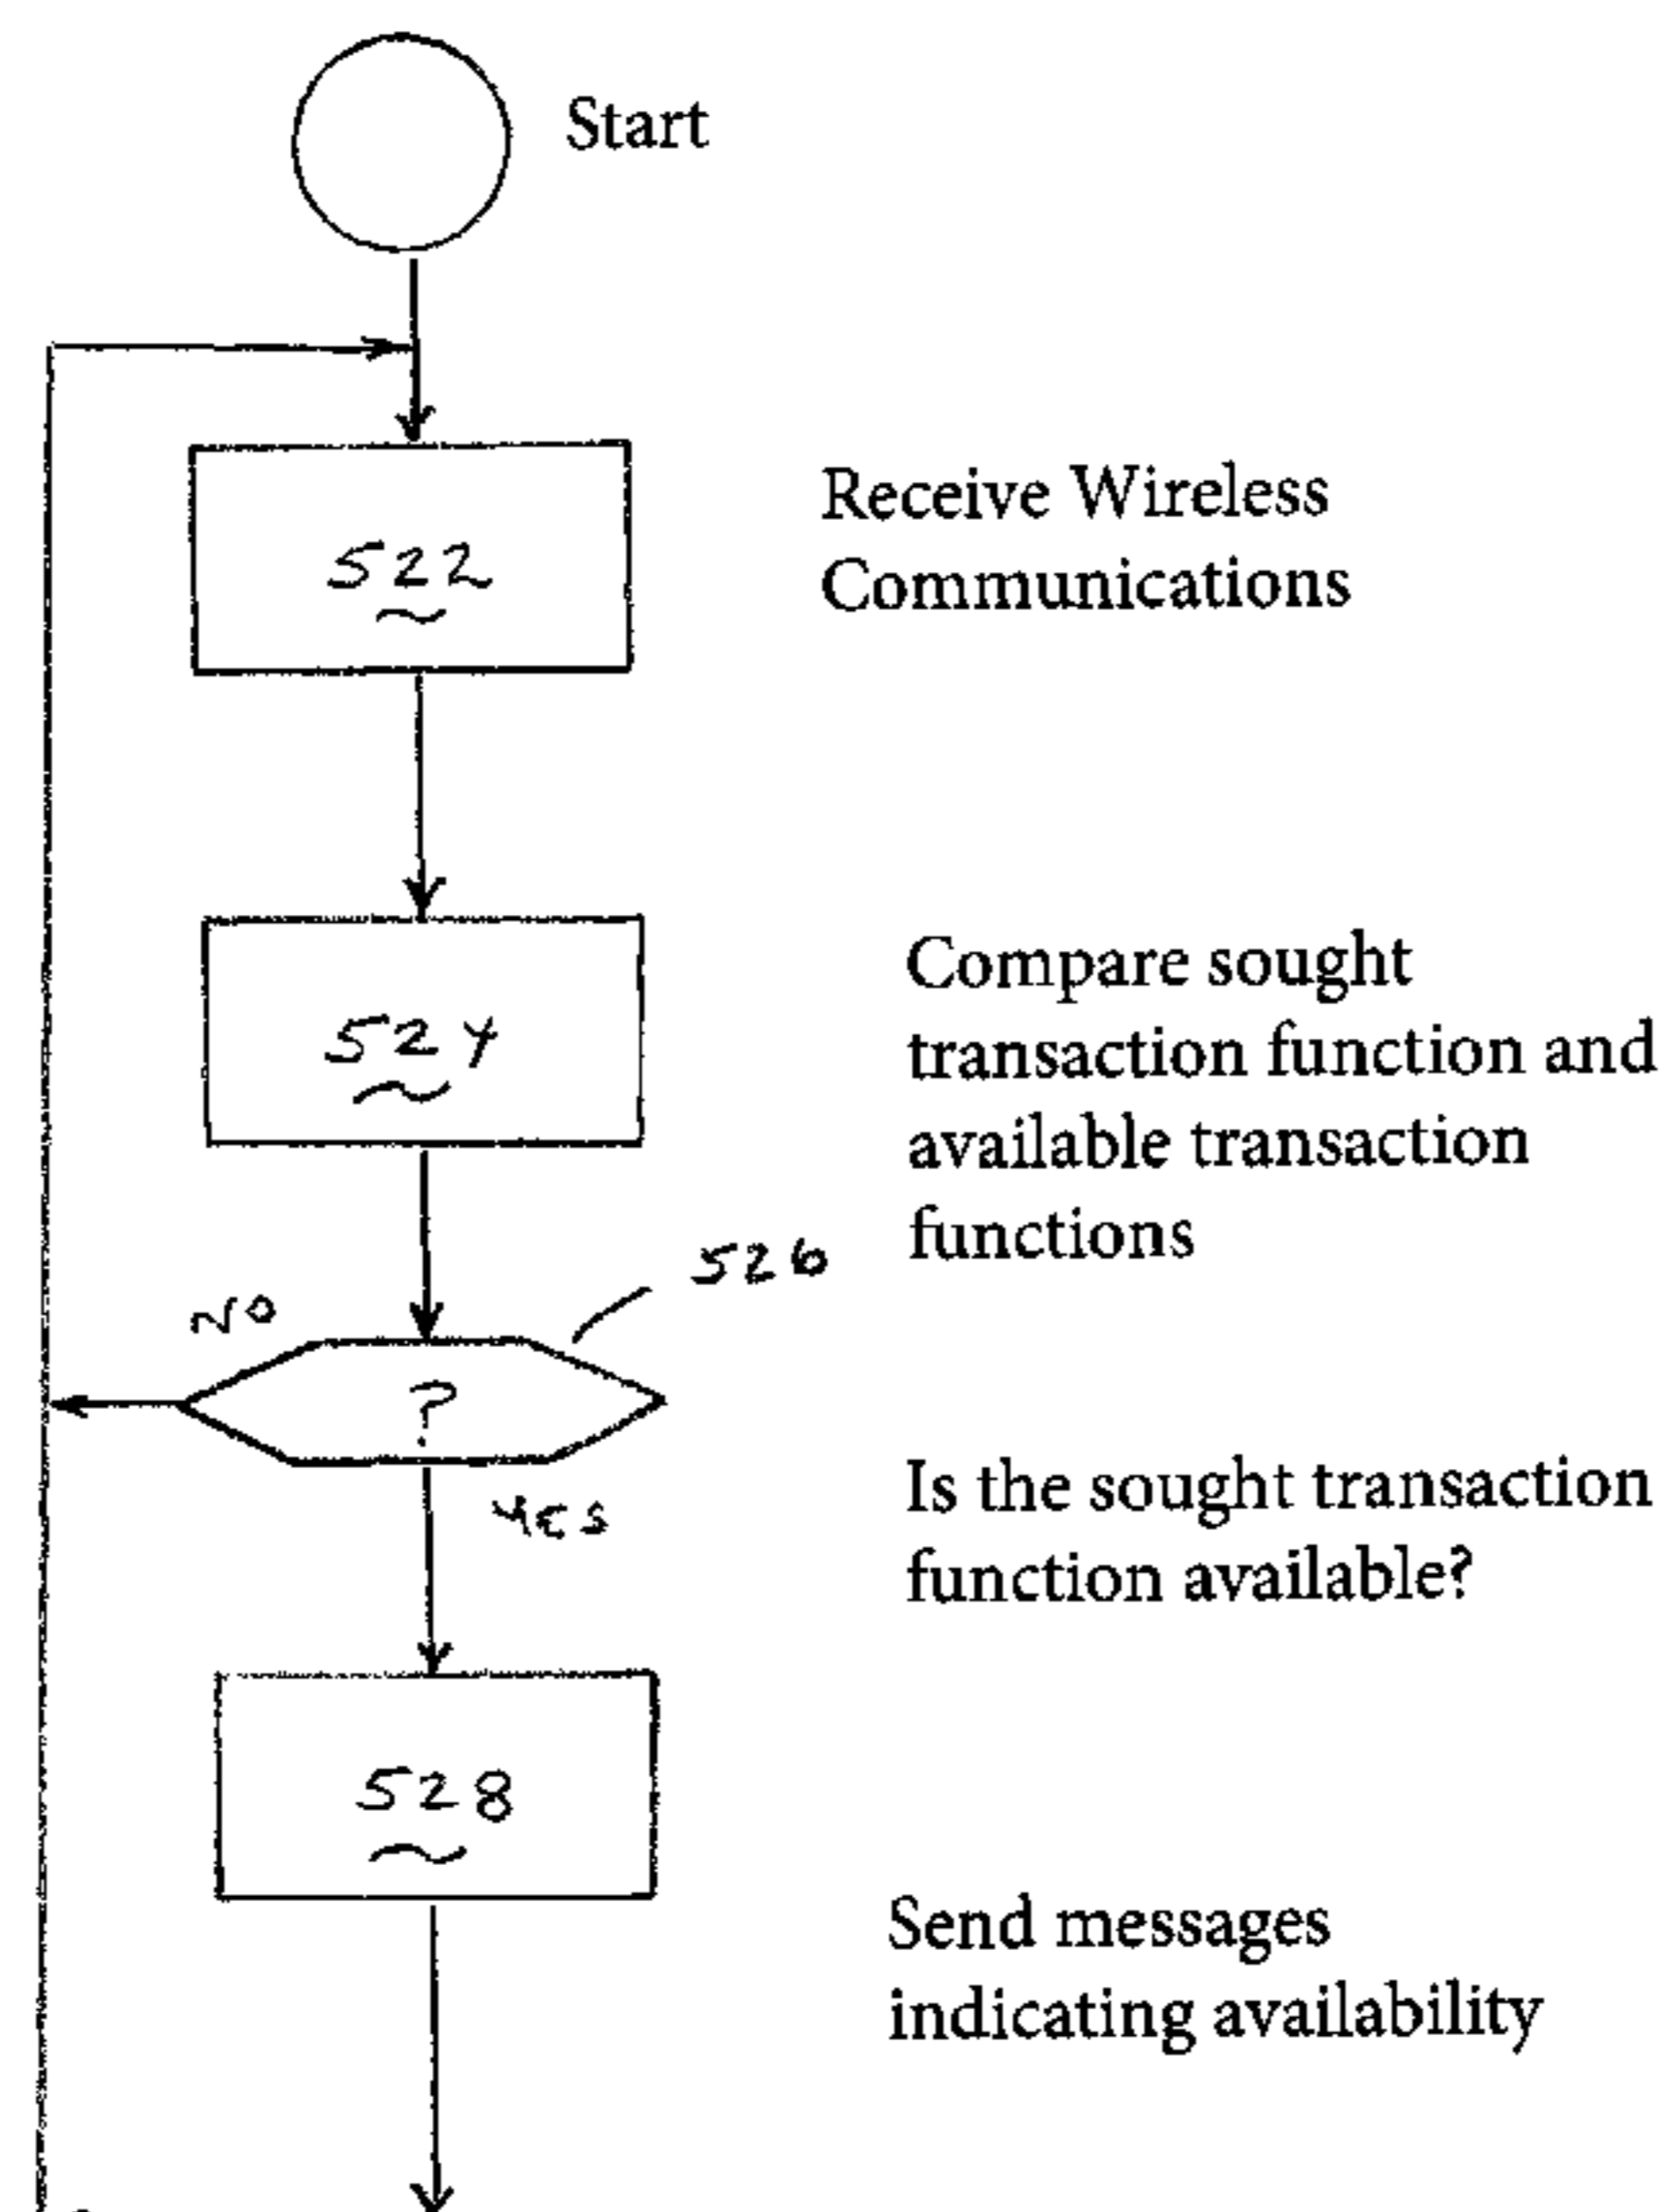 Start
522
Receive Wireless
Communications
524
Compare sought
transaction function and
available transaction
functions
526
NO
?
YES
Is the sought transaction
function available?
528
Send messages
indicating availability